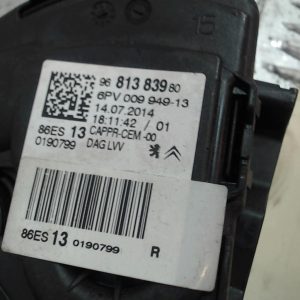 15
96 813 839 80
6PV 009 949-13
14.07.2014
18:11:42 / 01
86ES 13 CAPPR-CEM-00
0190799 DAG LVV
86ES 13 0190799 R